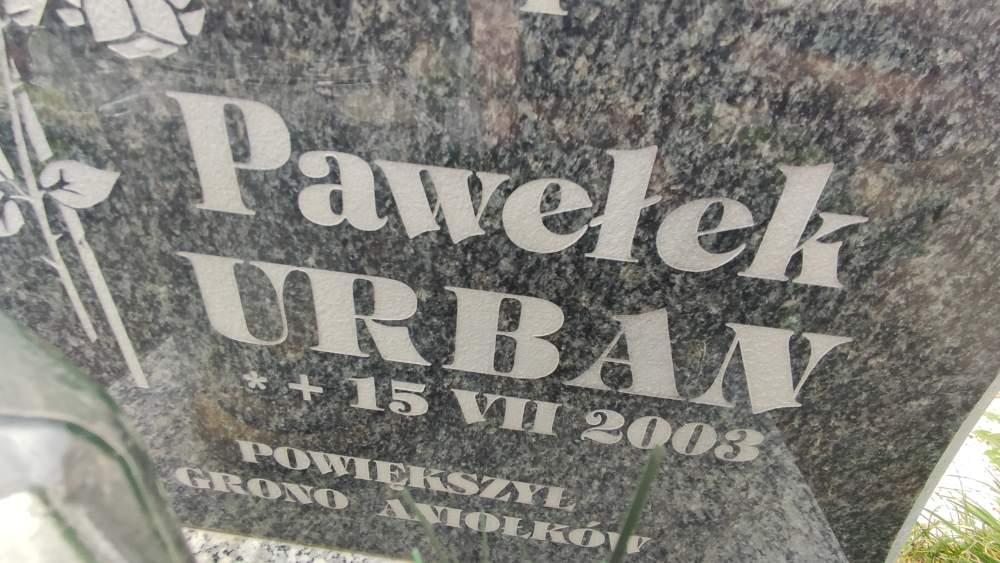 Pawełek
URBAN
* + 15 VII 2003
POWIĘKSZYŁ
GRONO ANIOŁKÓW